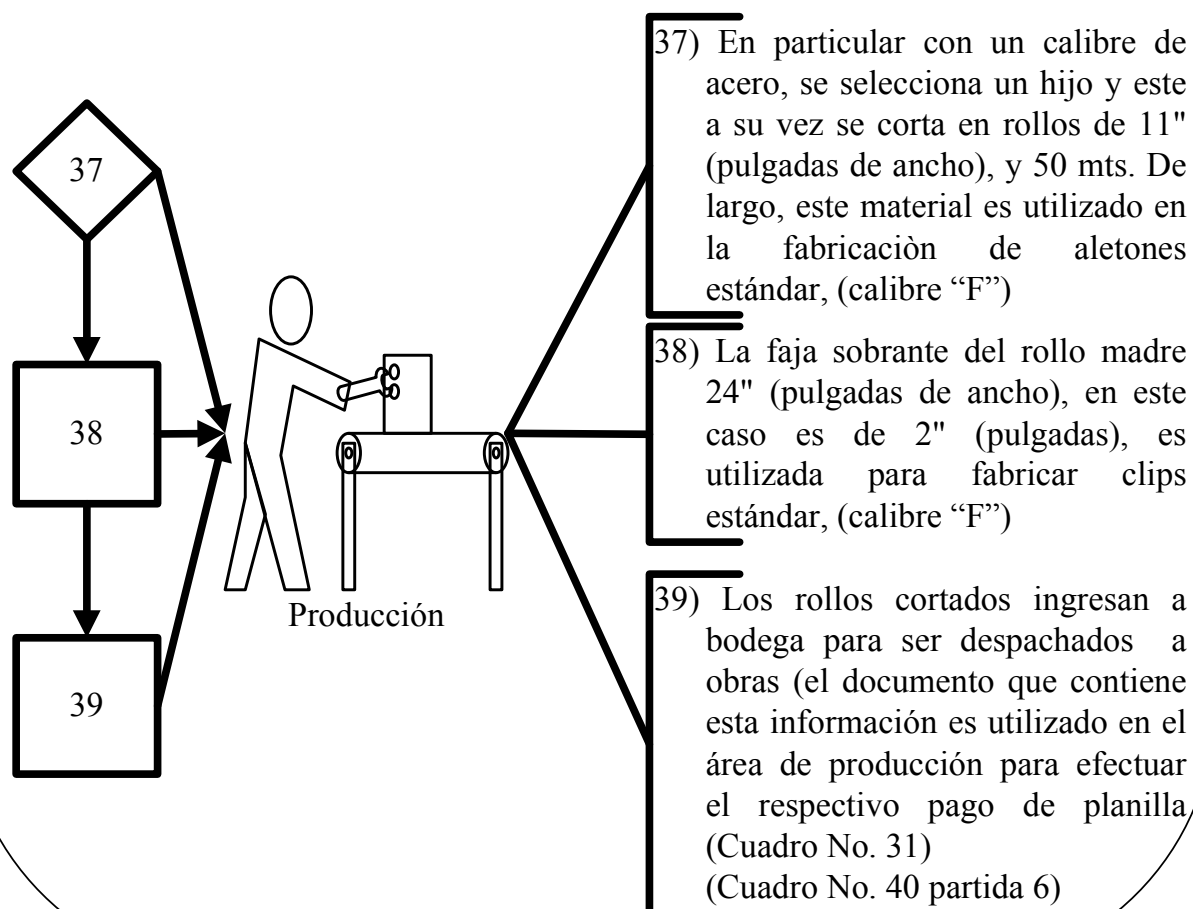 37
38
39
Producción
37) En particular con un calibre de
acero, se selecciona un hijo y este
a su vez se corta en rollos de 11"
(pulgadas de ancho), y 50 mts. De
largo, este material es utilizado en
la fabricaciòn de aletones
estándar, (calibre “F”)
38) La faja sobrante del rollo madre
24" (pulgadas de ancho), en este
caso es de 2" (pulgadas), es
utilizada para fabricar clips
estándar, (calibre “F”)
39) Los rollos cortados ingresan a
bodega para ser despachados a
obras (el documento que contiene
esta información es utilizado en el
área de producción para efectuar
el respectivo pago de planilla
(Cuadro No. 31)
(Cuadro No. 40 partida 6)